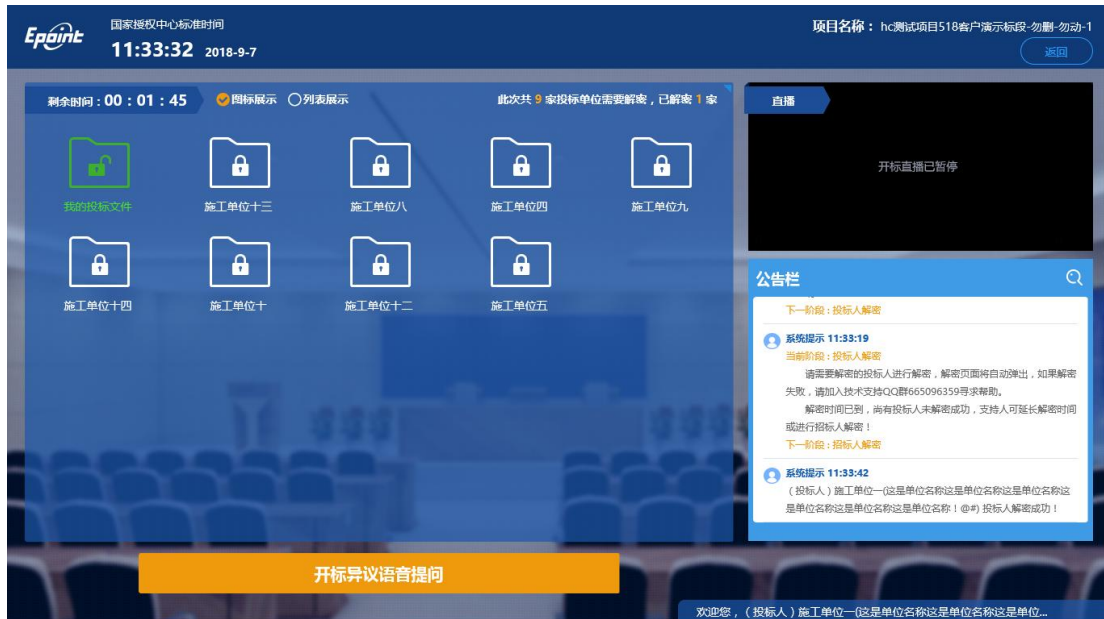 Epoint
国家授权中心标准时间
11:33:32 2018-9-7
项目名称：hc测试项目518客户演示标段-勿删-勿动-1
返回
剩余时间：00：01：45 图标展示 列表展示 此次共 9 家投标单位需要解密，已解密 1 家
我的投标文件 施工单位十三 施工单位八 施工单位四 施工单位九
施工单位十四 施工单位十 施工单位十二 施工单位五
开标异议语音提问
直播
开标直播已暂停
公告栏
下一阶段：投标人解密
系统提示 11:33:19
当前阶段：投标人解密
请需要解密的投标人进行解密，解密页面将自动弹出，如果解密
失败，请加入技术支持QQ群665096359寻求帮助。
解密时间已到，尚有投标人未解密成功，支持人可延长解密时间
或进行招标人解密！
下一阶段：招标人解密
系统提示 11:33:42
（投标人）施工单位一(这是单位名称这是单位名称这是单位名称这
是单位名称这是单位名称这是单位名称！@#) 投标人解密成功！
欢迎您，（投标人）施工单位一(这是单位名称这是单位名称这是单位...